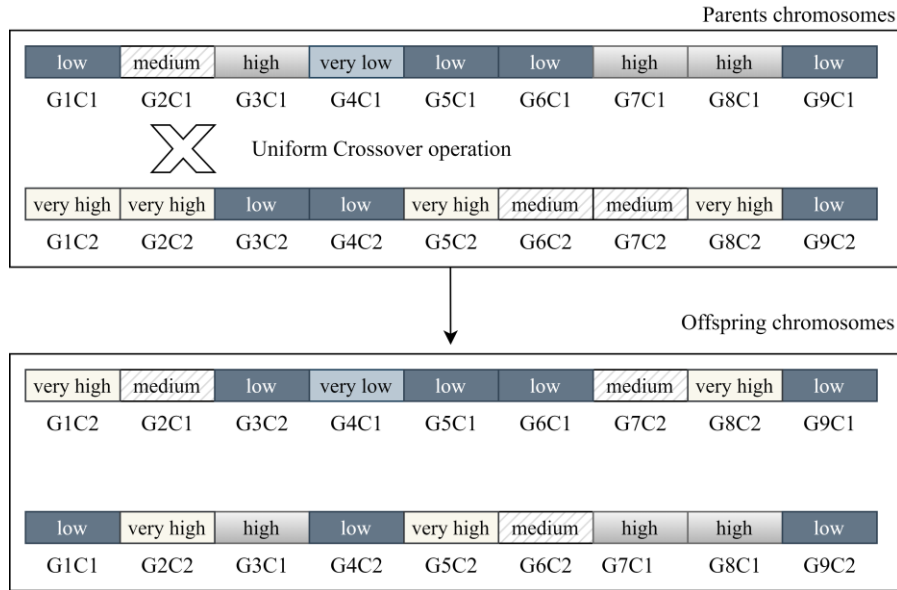 Parents chromosomes
low medium high very low low low high high low
G1C1 G2C1 G3C1 G4C1 G5C1 G6C1 G7C1 G8C1 G9C1
Uniform Crossover operation
very high very high low low very high medium medium very high low
G1C2 G2C2 G3C2 G4C2 G5C2 G6C2 G7C2 G8C2 G9C2
Offspring chromosomes
very high medium low very low low low medium very high low
G1C2 G2C1 G3C2 G4C1 G5C1 G6C1 G7C2 G8C2 G9C1
low very high high low very high medium high high low
G1C1 G2C2 G3C1 G4C2 G5C2 G6C2 G7C1 G8C1 G9C2